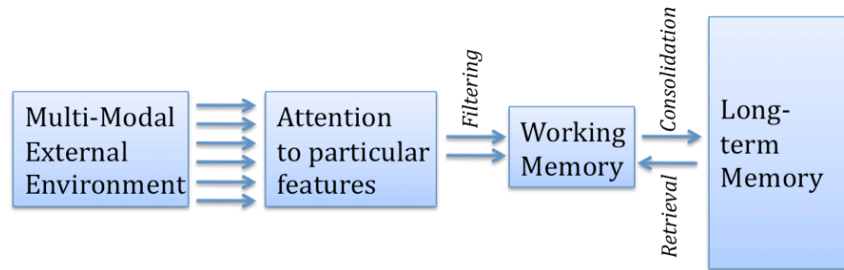 Multi-Modal
External
Environment
Attention
to particular
features
Filtering
Working
Memory
Consolidation
Retrieval
Long-
term
Memory